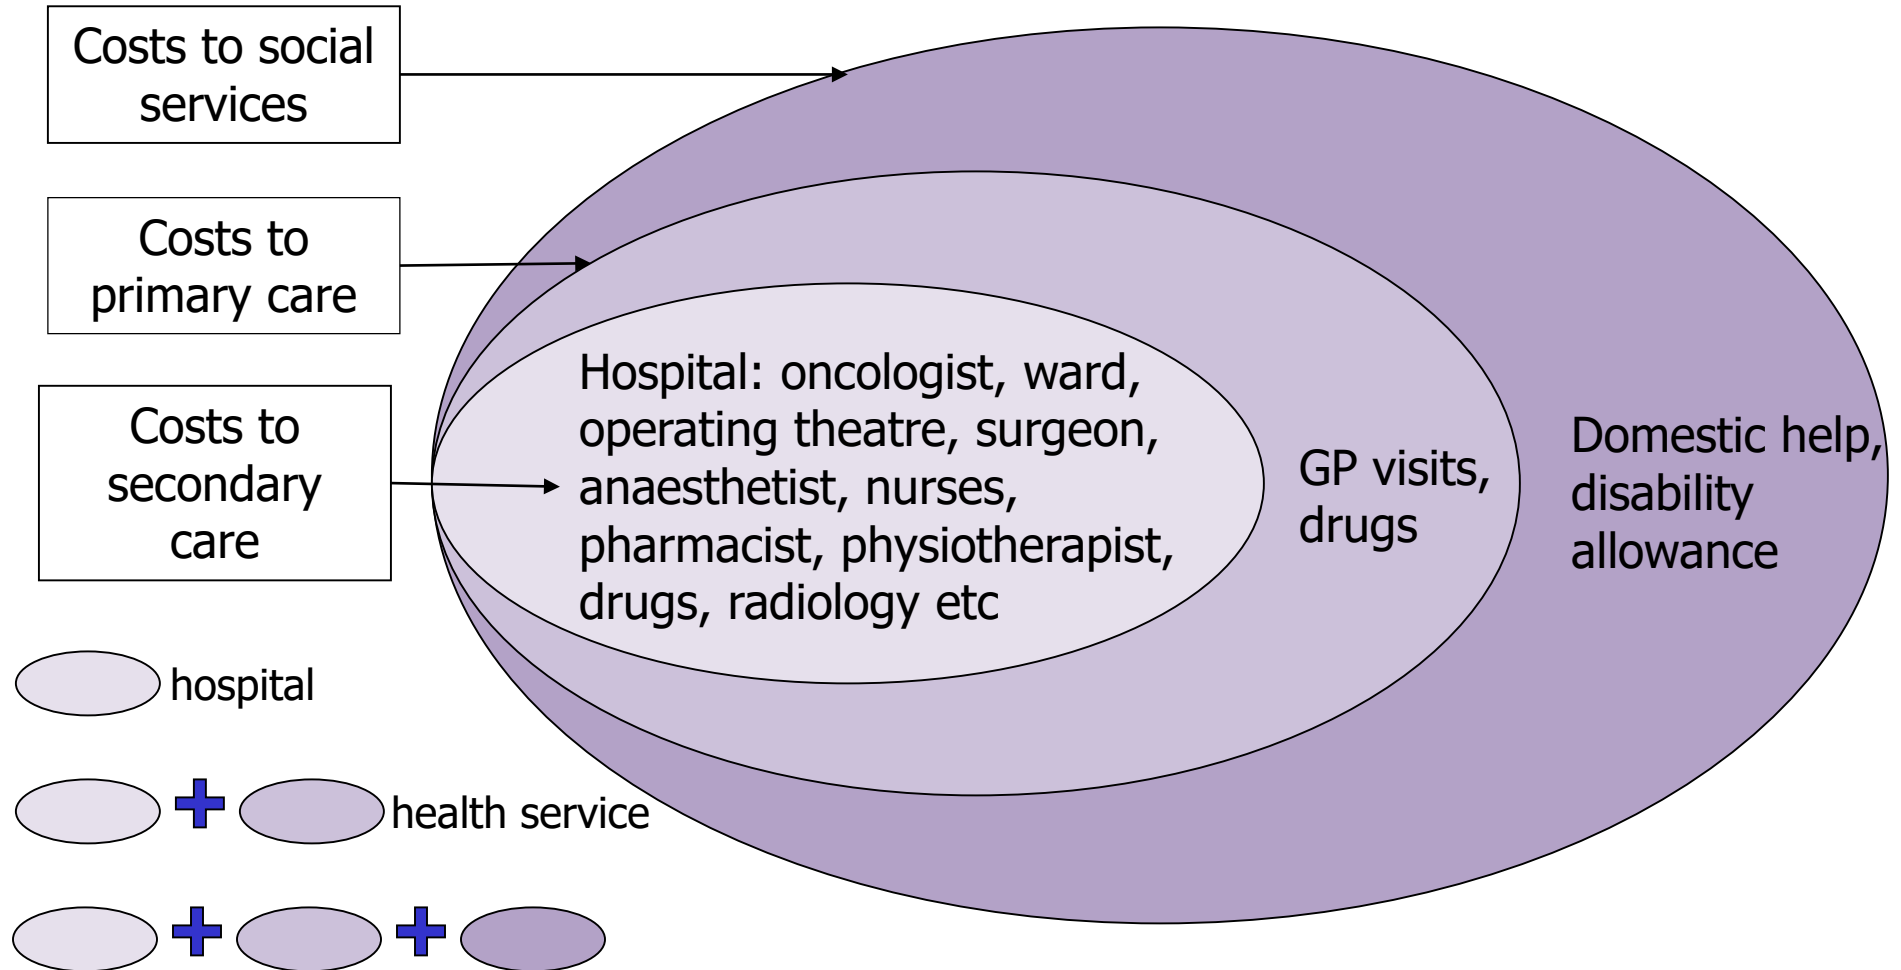 Costs to social
services
Costs to
primary care
Costs to
secondary
care
Hospital: oncologist, ward,
operating theatre, surgeon,
anaesthetist, nurses,
pharmacist, physiotherapist,
drugs, radiology etc
GP visits,
drugs
Domestic help,
disability
allowance
hospital
health service